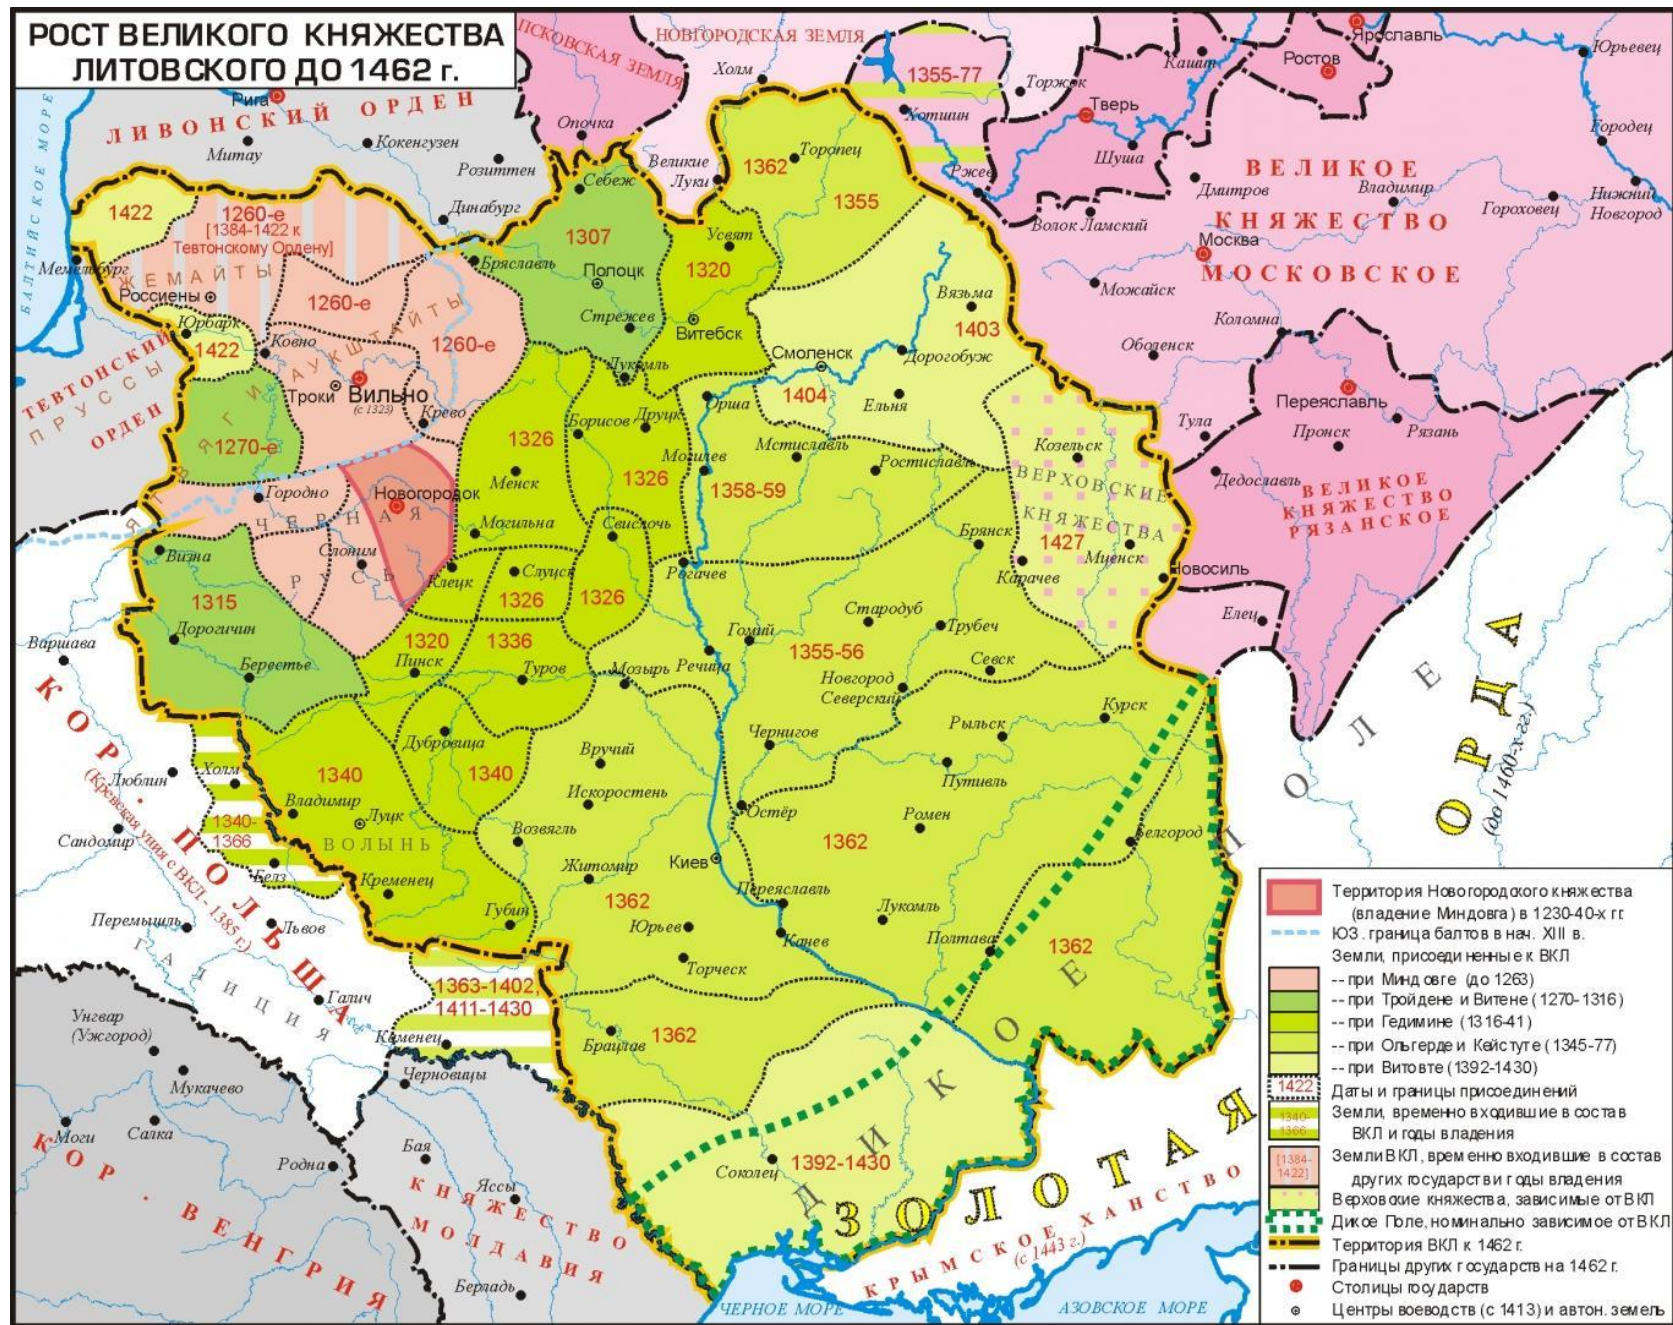 РОСТ ВЕЛИКОГО КНЯЖЕСТВА
ЛИТОВСКОГО ДО 1462 г.
ПСКОВСКАЯ ЗЕМЛЯ
НОВГОРОДСКАЯ ЗЕМЛЯ
Холм
1355-77
Торжок
Кашин
Ростов
Ярославль
Юрьевец
Рига
ЛИВОНСКИЙ ОРДЕН
Митау
Кокенгузен
Розиттен
Опочка
Хотшин
Тверь
Шуша
Городец
БАЛТИЙСКОЕ МОРЕ
Себеж
Великие
Луки
1362
Торопец
1355
Ржев
Волок Ламский
Дмитров
ВЕЛИКОЕ
КНЯЖЕСТВО
МОСКОВСКОЕ
Владимир
Гороховец
Нижний
Новгород
Москва
Можайск
1422
1260-е
[1384-1422 к
Тевтонскому Ордену]
Динабург
1307
Полоцк
Усвят
1320
Мемельбург
ЖЕМАЙТЫ
Россиены
Бряславль
1260-е
1260-е
Стрежев
Витебск
Вязьма
1403
Коломна
Оболенск
Юрбарк
1422
Ковно
АУКШТАЙТЫ
ТЕВТОНСКИЙ
ОРДЕН
ПРУССЫ
Троки
Вильно
(с 1323)
Крево
Лукомль
Смоленск
Дорогобуж
1404
Ельня
Орша
Переяславль
Пронск
Рязань
Тула
Дедославль
ВЕЛИКОЕ
КНЯЖЕСТВО
РЯЗАНСКОЕ
1270-е
ЯТВЯГИ
1326
Менск
Борисов
Друцк
1326
Могилев
Мстиславль
Ростиславль
1358-59
Козельск
ВЕРХОВСКИЕ
КНЯЖЕСТВА
1427
Мценск
Карачев
Брянск
Новосиль
Елец
Городно
Новогородок
ЧЕРНАЯ
РУСЬ
Слоним
Могильна
Свислочь
Визна
Клецк
Слуцк
1326
1326
Рогачев
1315
Дорогичин
Берестье
1320
Пинск
1336
Туров
Мозырь
Речица
Гомий
Стародуб
Трубеч
1355-56
Новгород
Северский
Севск
Варшава
КОР. ПОЛЬША
(Кревская уния с ВКЛ - 1385 г.)
Люблин
Сандомир
Холм
1340-
1366
Белз
1340
Владимир
Луцк
ВОЛЫНЬ
Кременец
Дубровица
1340
Вручий
Искоростень
Возвягль
Житомир
Киев
Чернигов
Остёр
Рыльск
Курск
Путивль
Ромен
1362
Белгород
ДИКОЕ ПОЛЕ
ЗОЛОТАЯ ОРДА
(до 1460-х гг.)
Переяславль
Лукомль
Полтава
1362
Канев
Перемышль
Львов
ГАЛИЦИЯ
Галич
Губин
1362
Юрьев
Торческ
1363-1402,
1411-1430
Каменец
Черновицы
1362
Брацлав
Унгвар
(Ужгород)
Мукачево
Моги
Салка
Родна
КОР. ВЕНГРИЯ
Бая
Яссы
КНЯЖЕСТВО
МОЛДАВИЯ
Берладь
Соколец
1392-1430
КРЫМСКОЕ ХАНСТВО
(с 1443 г.)
ЧЕРНОЕ МОРЕ
АЗОВСКОЕ МОРЕ
Территория Новогородского княжества
(владение Миндовга) в 1230-40-х гг.
ЮЗ. граница балтов в нач. XIII в.
Земли, присоединенные к ВКЛ
-- при Миндовге (до 1263)
-- при Тройдене и Витене (1270-1316)
-- при Гедимине (1316-41)
-- при Ольгерде и Кейстуте (1345-77)
-- при Витовте (1392-1430)
1422
Даты и границы присоединений
1340-
1366
Земли, временно входившие в состав
ВКЛ и годы владения
[1384-
1422]
Земли ВКЛ, временно входившие в состав
других государств и годы владения
Верховские княжества, зависимые от ВКЛ
Дикое Поле, номинально зависимое от ВКЛ
Территория ВКЛ к 1462 г.
Границы других государств на 1462 г.
Столицы государств
Центры воеводств (с 1413) и автон. земель